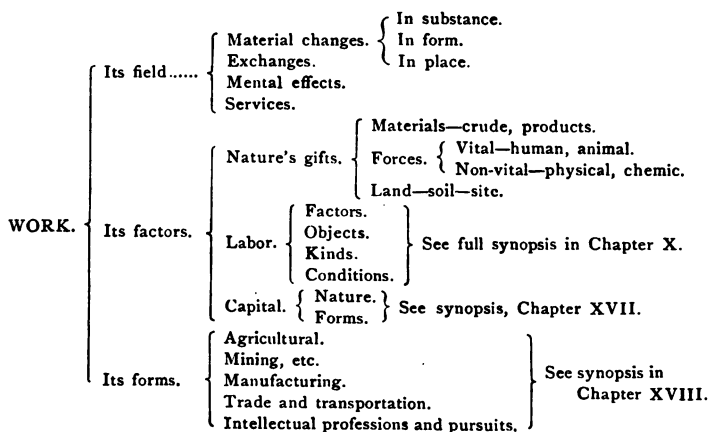 In substance.
Material changes. In form.
Exchanges. In place.
Its field......
Mental effects.
Services.
Materials—crude, products.
Vital—human, animal.
Nature's gifts. Forces.
Non-vital—physical, chemic.
Land—soil—site.
Factors.
WORK. Its factors. Objects.
Labor. See full synopsis in Chapter X.
Kinds.
Conditions.
Nature.
Capital. See synopsis, Chapter XVII.
Forms.
Agricultural.
Mining, etc.
Its forms. Manufacturing. See synopsis in
Trade and transportation. Chapter XVIII.
Intellectual professions and pursuits.